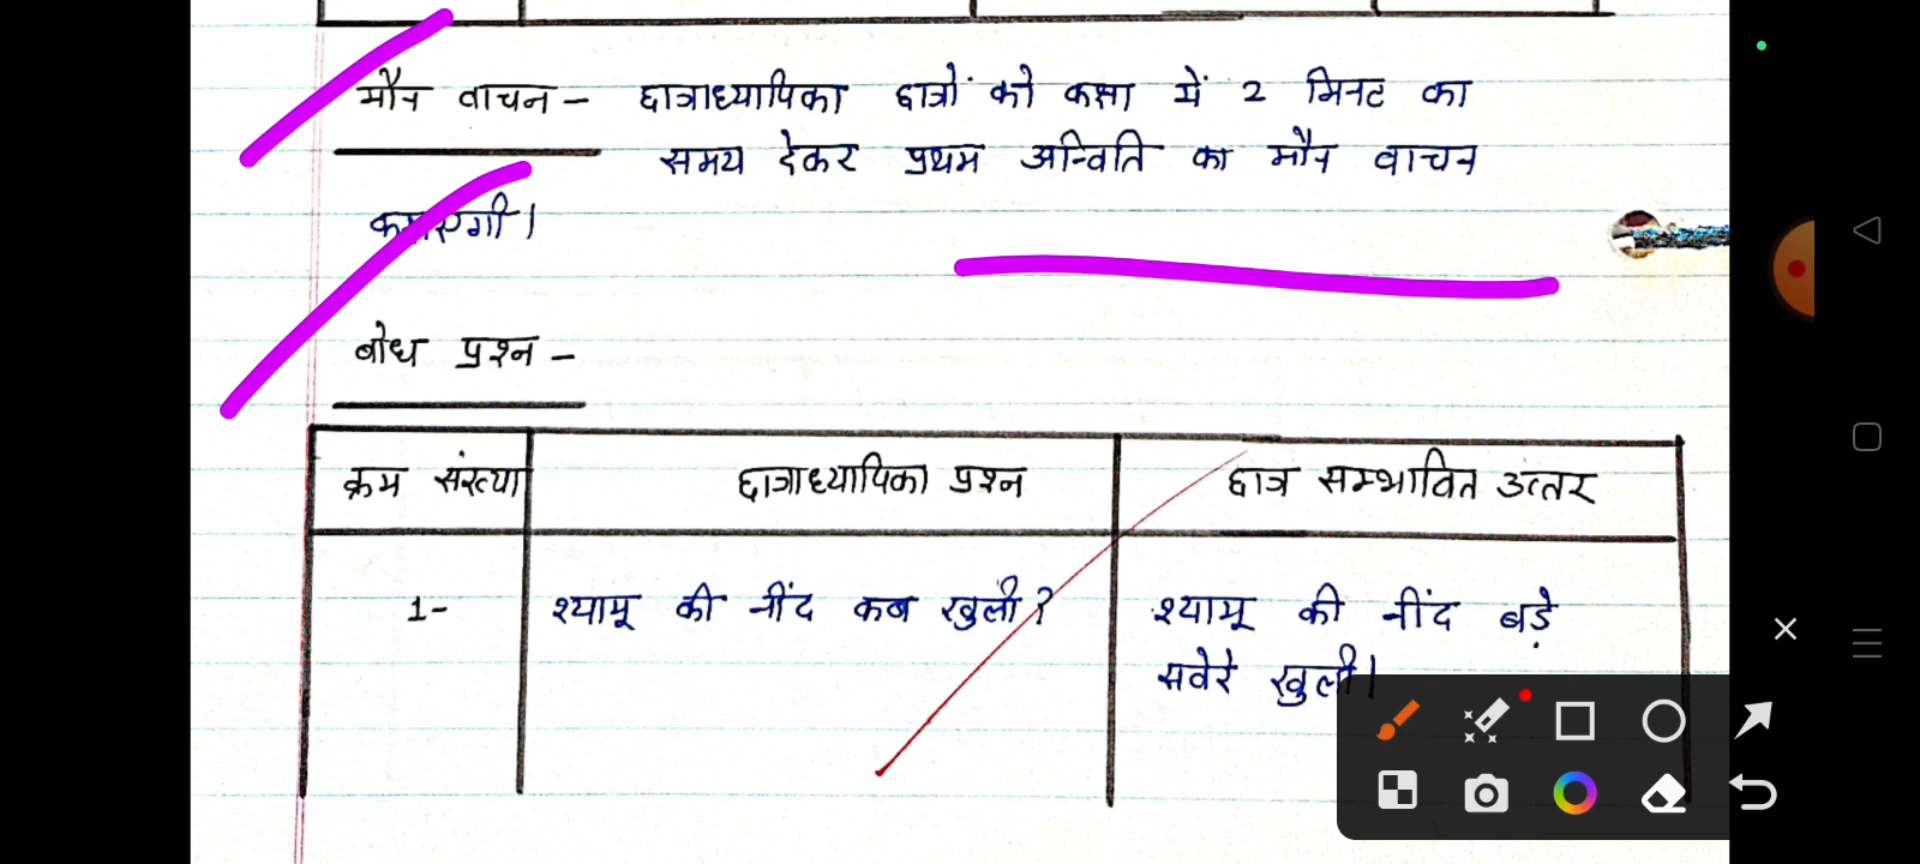 मौन वाचन - छात्राध्यापिका छात्रों को कक्षा में 2 मिनट का
समय देकर प्रथम अन्विति का मौन वाचन
कराएगी।
बोध प्रश्न -
क्रम संख्या छात्राध्यापिका प्रश्न छात्र सम्भावित उत्तर
1- श्यामू की नींद कब खुली? श्यामू की नींद बड़े
सवेरे खुली।